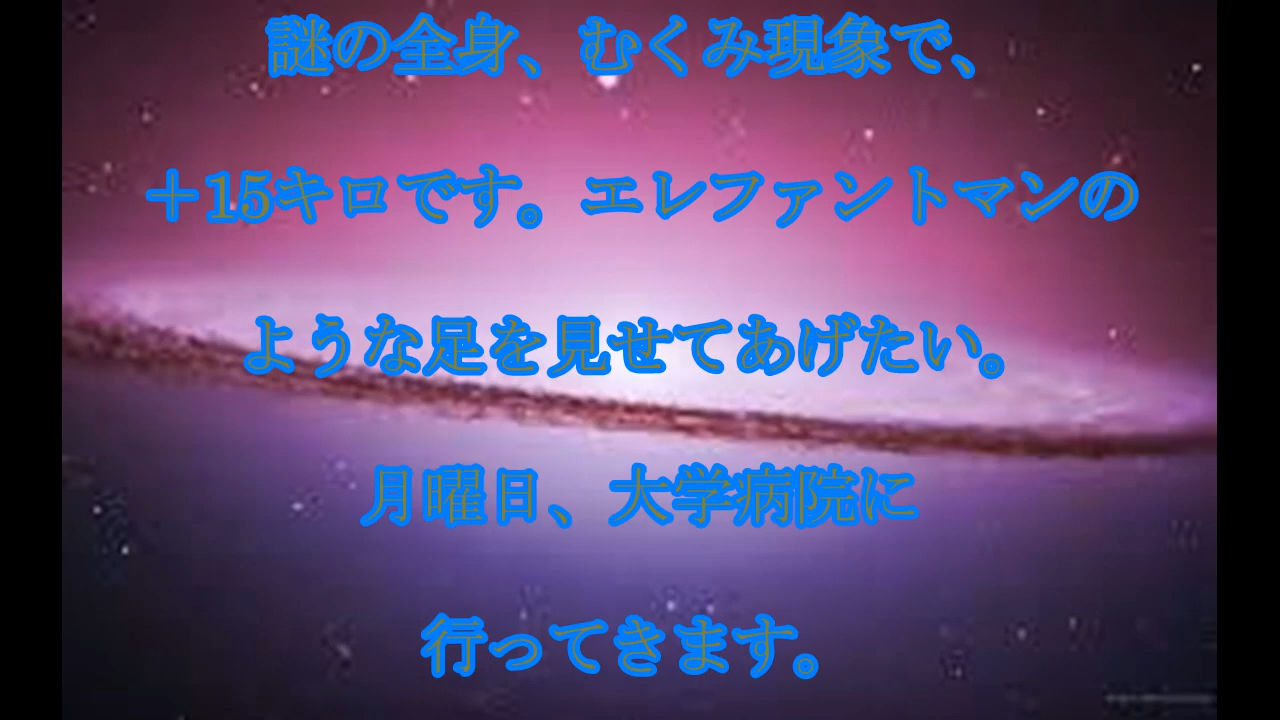 謎の全身、むくみ現象で、
＋15キロです。エレファントマンの
ような足を見せてあげたい。
月曜日、大学病院に
行ってきます。